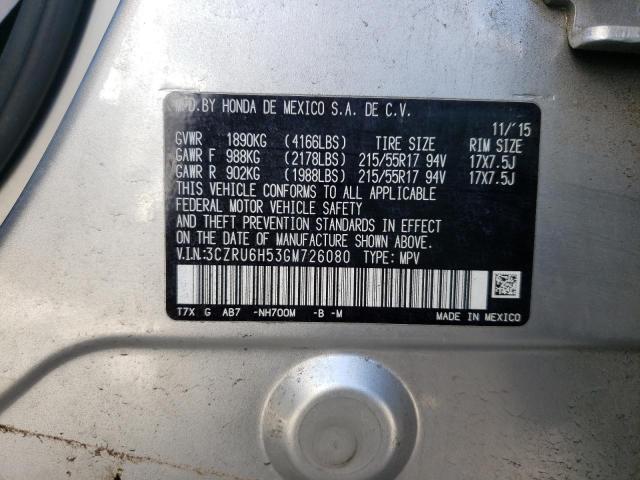 MFD.BY HONDA DE MEXICO S.A. DE C.V.
11/'15
GVWR 1890KG (4166LBS) TIRE SIZE RIM SIZE
GAWR F 988KG (2178LBS) 215/55R17 94V 17X7.5J
GAWR R 902KG (1988LBS) 215/55R17 94V 17X7.5J
THIS VEHICLE CONFORMS TO ALL APPLICABLE
FEDERAL MOTOR VEHICLE SAFETY
AND THEFT PREVENTION STANDARDS IN EFFECT
ON THE DATE OF MANUFACTURE SHOWN ABOVE.
V.I.N:3CZRU6H53GM726080 TYPE: MPV
T7X G AB7 -NH700M -B -M
MADE IN MEXICO